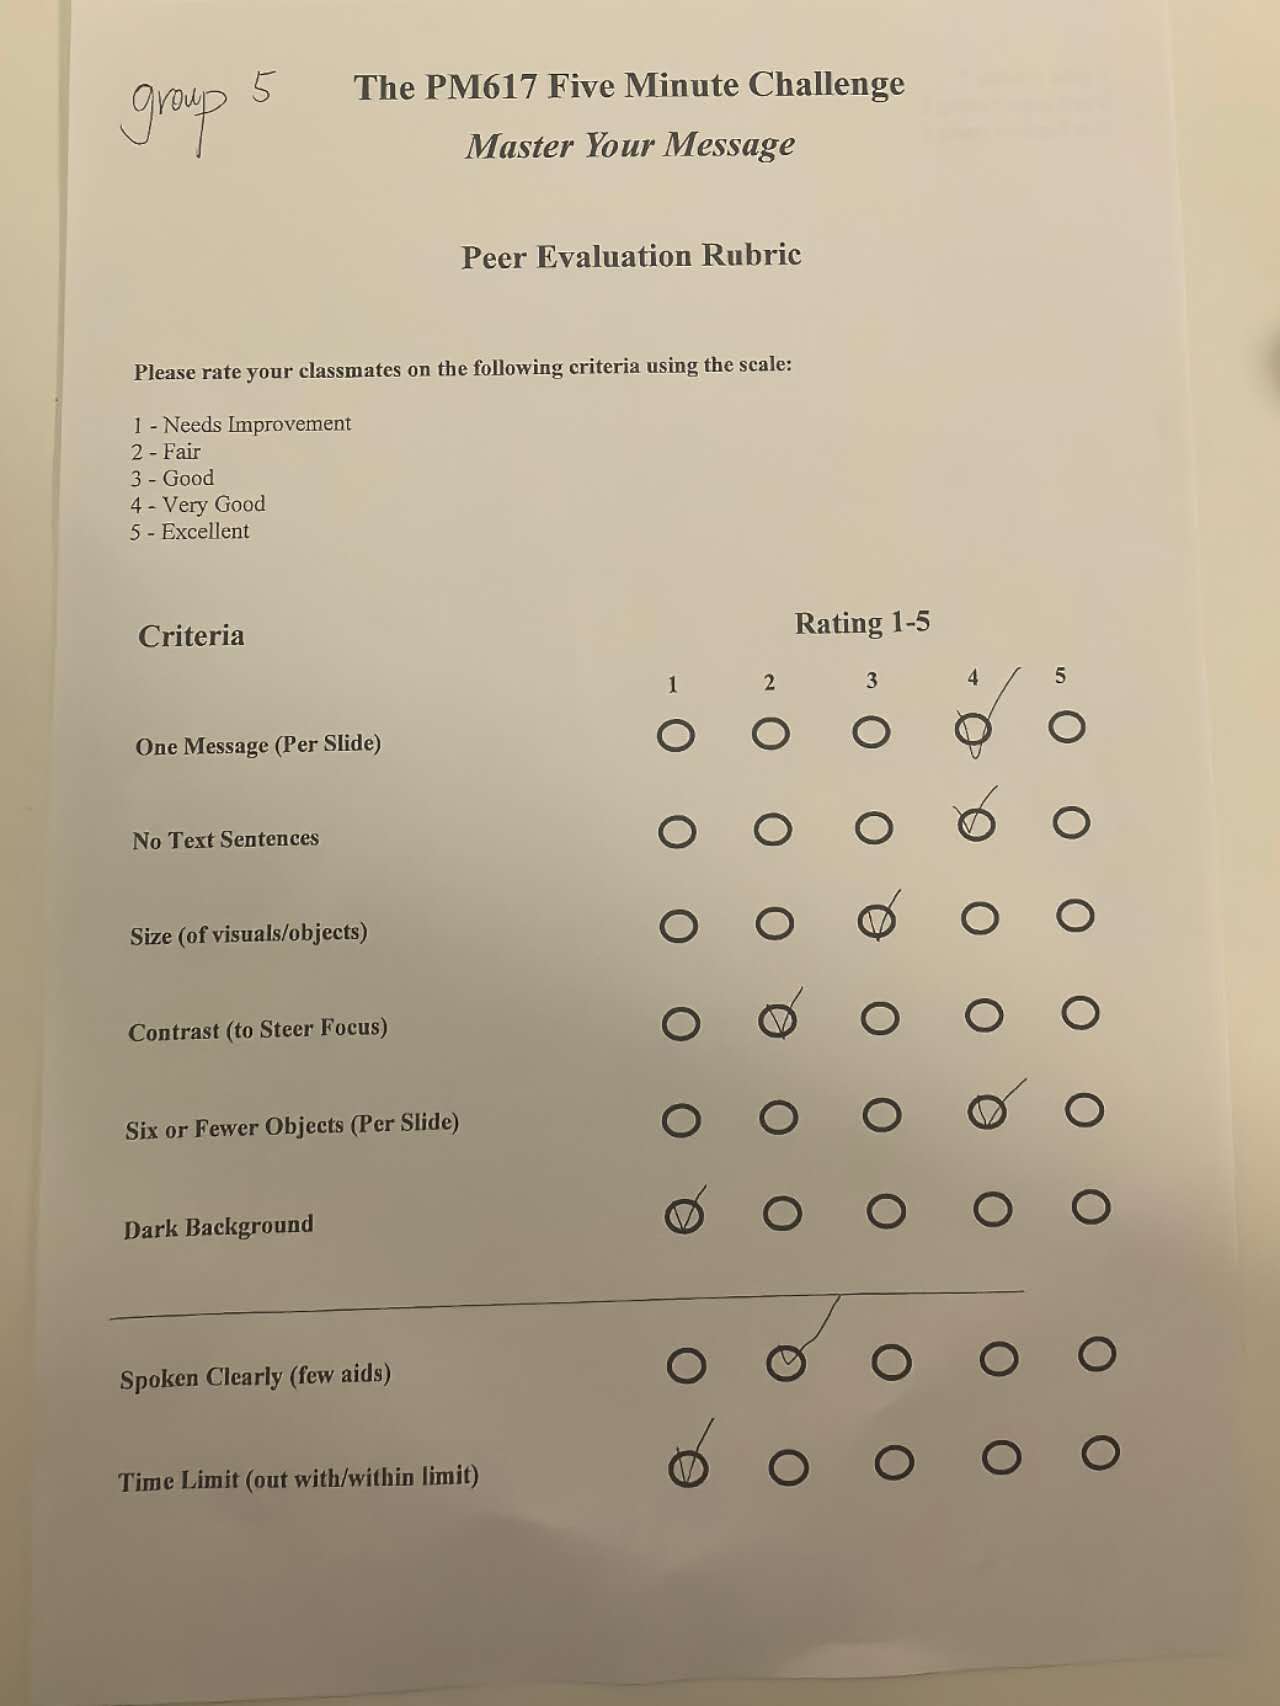 group 5
The PM617 Five Minute Challenge
Master Your Message
Peer Evaluation Rubric
Please rate your classmates on the following criteria using the scale:
1 - Needs Improvement
2 - Fair
3 - Good
4 - Very Good
5 - Excellent
Criteria
Rating 1-5
1 2 3 4 5
One Message (Per Slide)
No Text Sentences
Size (of visuals/objects)
Contrast (to Steer Focus)
Six or Fewer Objects (Per Slide)
Dark Background
Spoken Clearly (few aids)
Time Limit (out with/within limit)